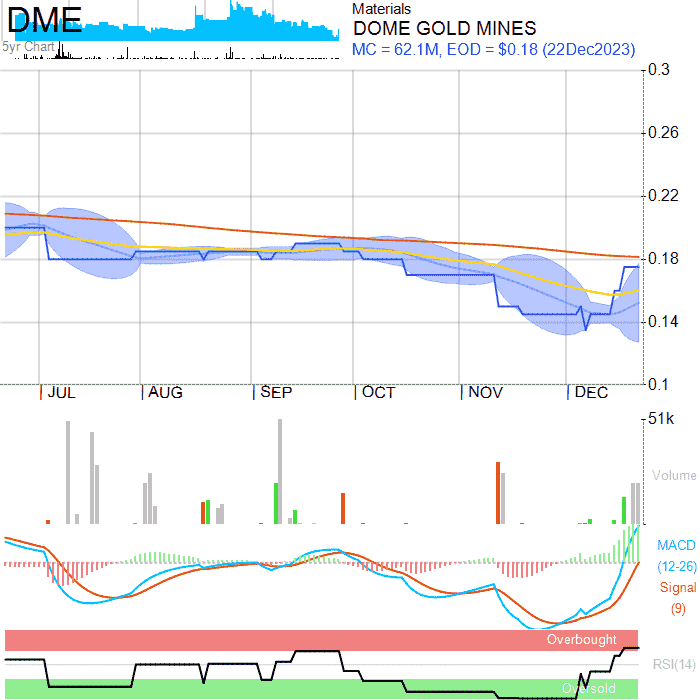 DME
5yr Chart
Materials
DOME GOLD MINES
MC = 62.1M, EOD = $0.18 (22Dec2023)
0.3
0.26
0.22
0.18
0.14
0.1
JUL AUG SEP OCT NOV DEC
51k
Volume
MACD
(12-26)
Signal
(9)
Overbought
RSI(14)
Oversold